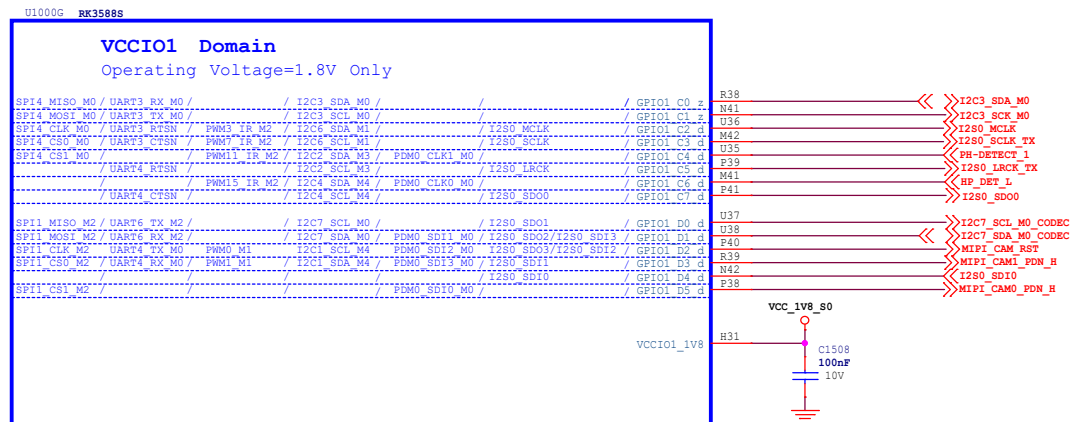 U1000G RK3588S
VCCIO1 Domain
Operating Voltage=1.8V Only
SPI4_MISO_M0 / UART3_RX_M0 / / I2C3_SDA_M0 / / / GPIO1_C0_z R38 I2C3_SDA_M0
SPI4_MOSI_M0 / UART3_TX_M0 / / I2C3_SCL_M0 / / / GPIO1_C1_z N41 I2C3_SCK_M0
SPI4_CLK_M0 / UART3_RTSN / PWM3_IR_M2 / I2C6_SDA_M1 / / I2S0_MCLK / GPIO1_C2_d U36 I2S0_MCLK
SPI4_CS0_M0 / UART3_CTSN / PWM7_IR_M2 / I2C6_SCL_M1 / / I2S0_SCLK / GPIO1_C3_d M42 I2S0_SCLK_TX
SPI4_CS1_M0 / / PWM11_IR_M2 / I2C2_SDA_M3 / PDM0_CLK1_M0 / / GPIO1_C4_d U35 PH-DETECT_1
/ UART4_RTSN / / I2C2_SCL_M3 / / I2S0_LRCK / GPIO1_C5_d P39 I2S0_LRCK_TX
/ / PWM15_IR_M2 / I2C4_SDA_M4 / PDM0_CLK0_M0 / / GPIO1_C6_d M41 HP_DET_L
/ UART4_CTSN / / I2C4_SCL_M4 / / I2S0_SDO0 / GPIO1_C7_d P41 I2S0_SDO0
SPI1_MISO_M2 / UART6_TX_M2 / / I2C7_SCL_M0 / / I2S0_SDO1 / GPIO1_D0_d U37 I2C7_SCL_M0_CODEC
SPI1_MOSI_M2 / UART6_RX_M2 / / I2C7_SDA_M0 / PDM0_SDI1_M0 / I2S0_SDO2/I2S0_SDI3 / GPIO1_D1_d U38 I2C7_SDA_M0_CODEC
SPI1_CLK_M2 / UART4_TX_M0 / PWM0_M1 / I2C1_SCL_M4 / PDM0_SDI2_M0 / I2S0_SDO3/I2S0_SDI2 / GPIO1_D2_d P40 MIPI_CAM_RST
SPI1_CS0_M2 / UART4_RX_M0 / PWM1_M1 / I2C1_SDA_M4 / PDM0_SDI3_M0 / I2S0_SDI1 / GPIO1_D3_d R39 MIPI_CAM1_PDN_H
/ / / / / I2S0_SDI0 / GPIO1_D4_d N42 I2S0_SDI0
SPI1_CS1_M2 / / / / PDM0_SDI0_M0 / / GPIO1_D5_d P38 MIPI_CAM0_PDN_H
VCC_1V8_S0
VCCIO1_1V8 H31
C1508
100nF
10V